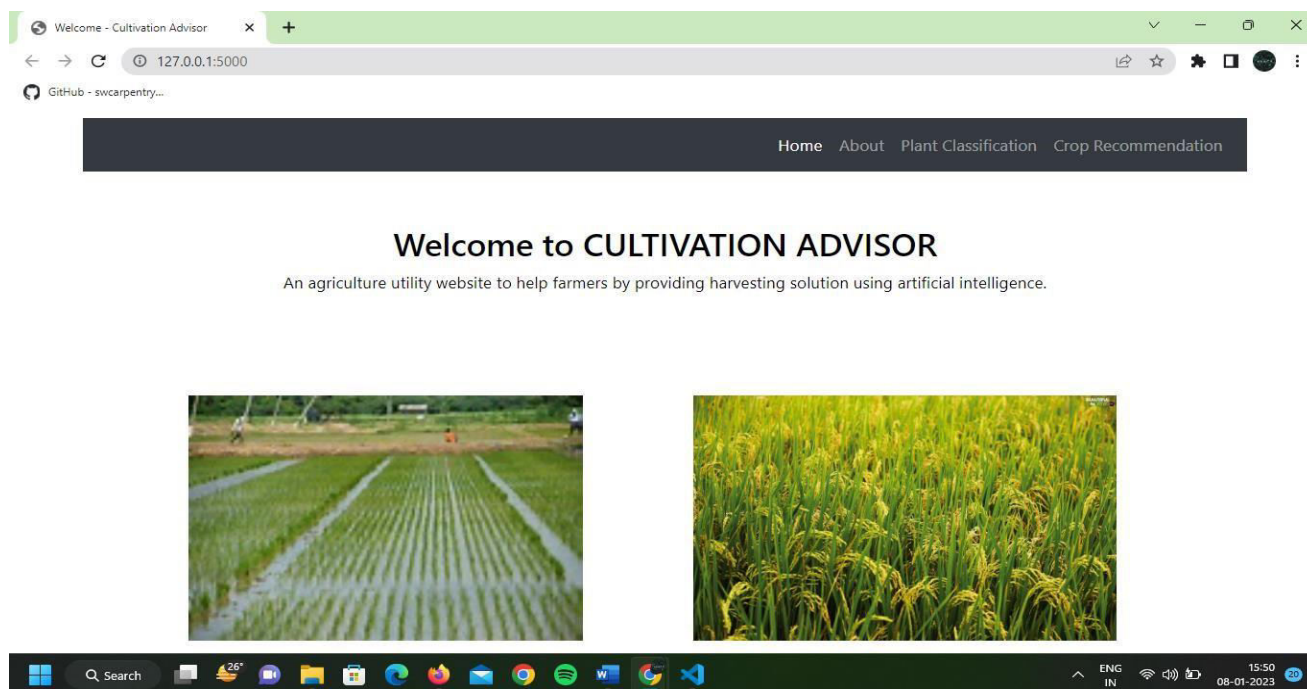 Welcome - Cultivation Advisor
127.0.0.1:5000
GitHub - swcarpentry...
Home About Plant Classification Crop Recommendation
Welcome to CULTIVATION ADVISOR
An agriculture utility website to help farmers by providing harvesting solution using artificial intelligence.
26°
Search
ENG
IN
15:50
08-01-2023
20